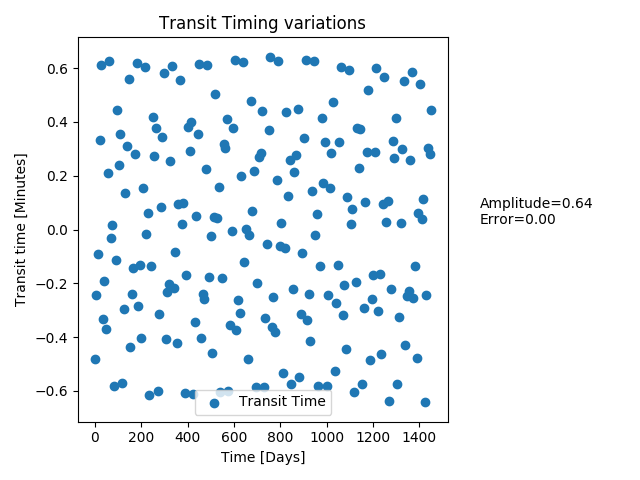 Transit Timing variations
Transit time [Minutes]
0.6
0.4
0.2
0.0
−0.2
−0.4
−0.6
Amplitude=0.64
Error=0.00
Transit Time
0 200 400 600 800 1000 1200 1400
Time [Days]